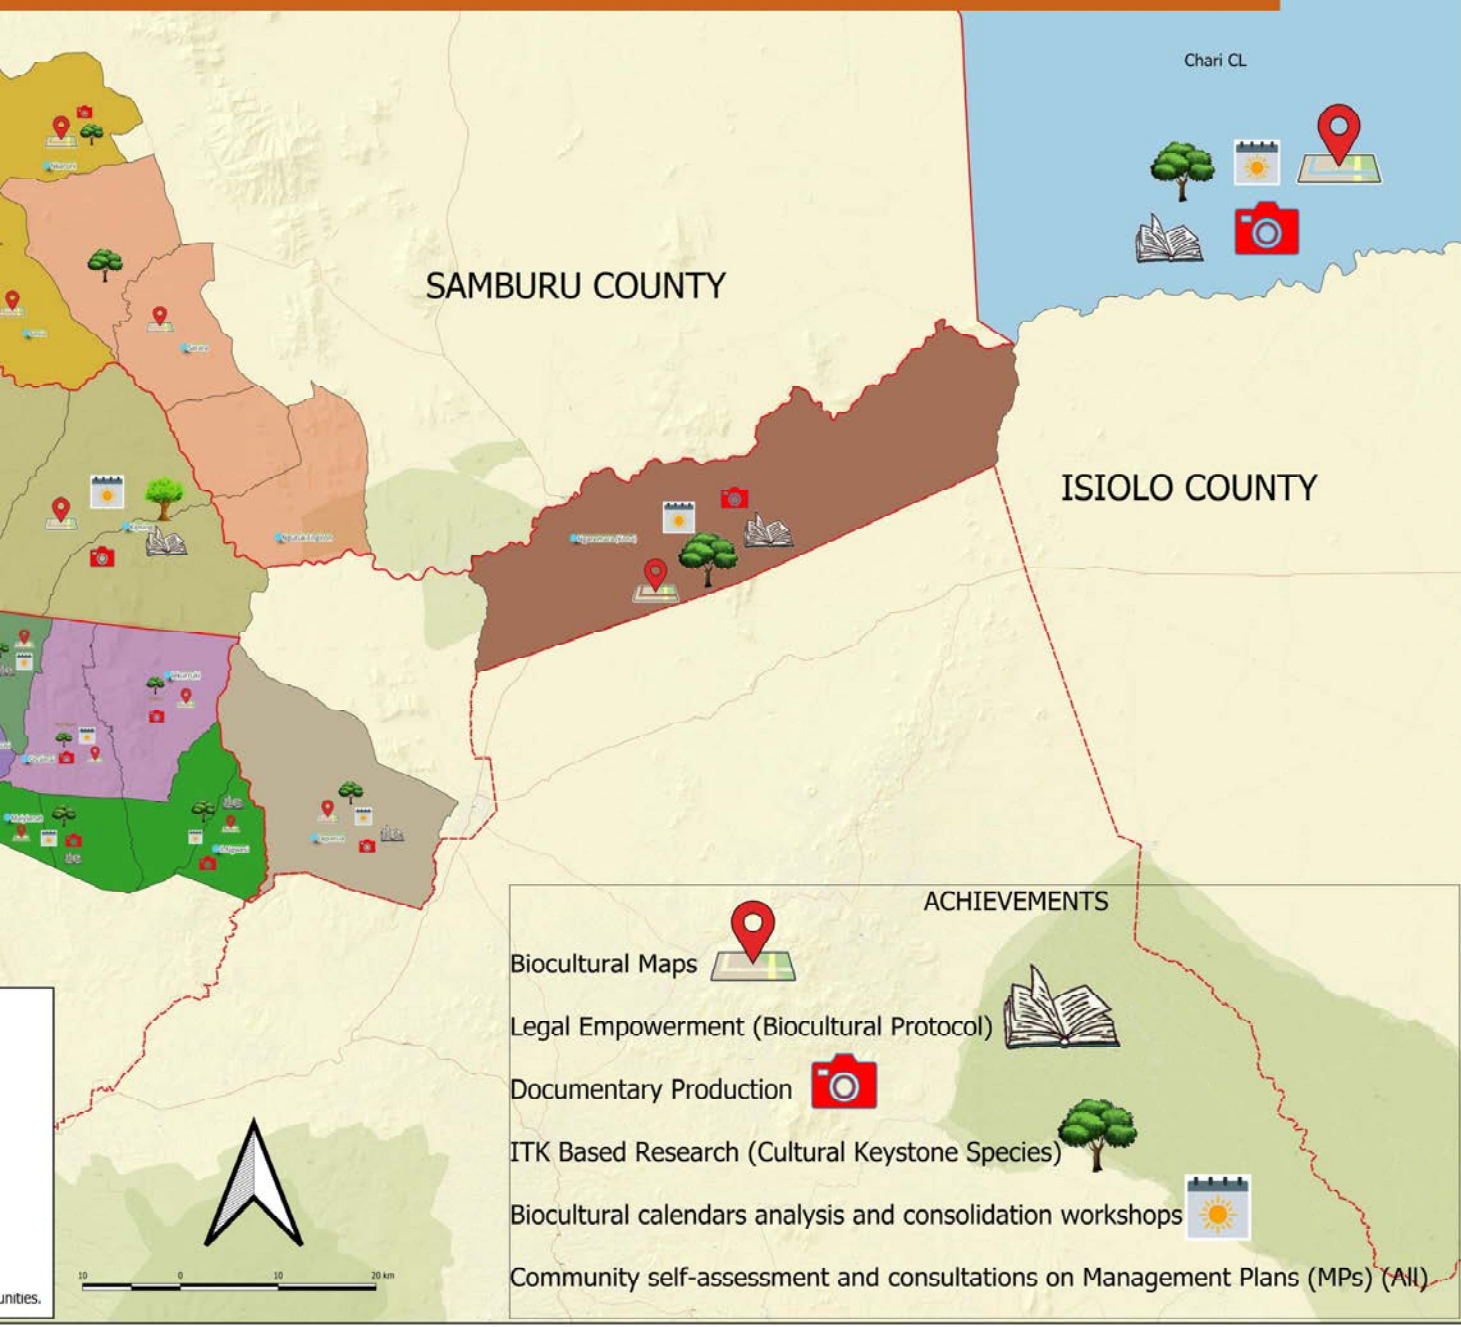 Chari CL
SAMBURU COUNTY
ISIOLO COUNTY
ACHIEVEMENTS
Biocultural Maps
Legal Empowerment (Biocultural Protocol)
Documentary Production
ITK Based Research (Cultural Keystone Species)
Biocultural calendars analysis and consolidation workshops
Community self-assessment and consultations on Management Plans (MPs) (All)
10 0 10 20 km
unities.